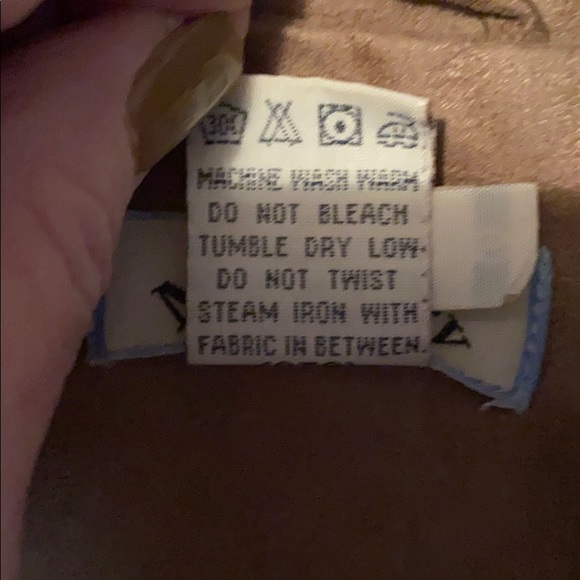 MACHINE WASH WARM
DO NOT BLEACH
TUMBLE DRY LOW
DO NOT TWIST
STEAM IRON WITH
FABRIC IN BETWEEN